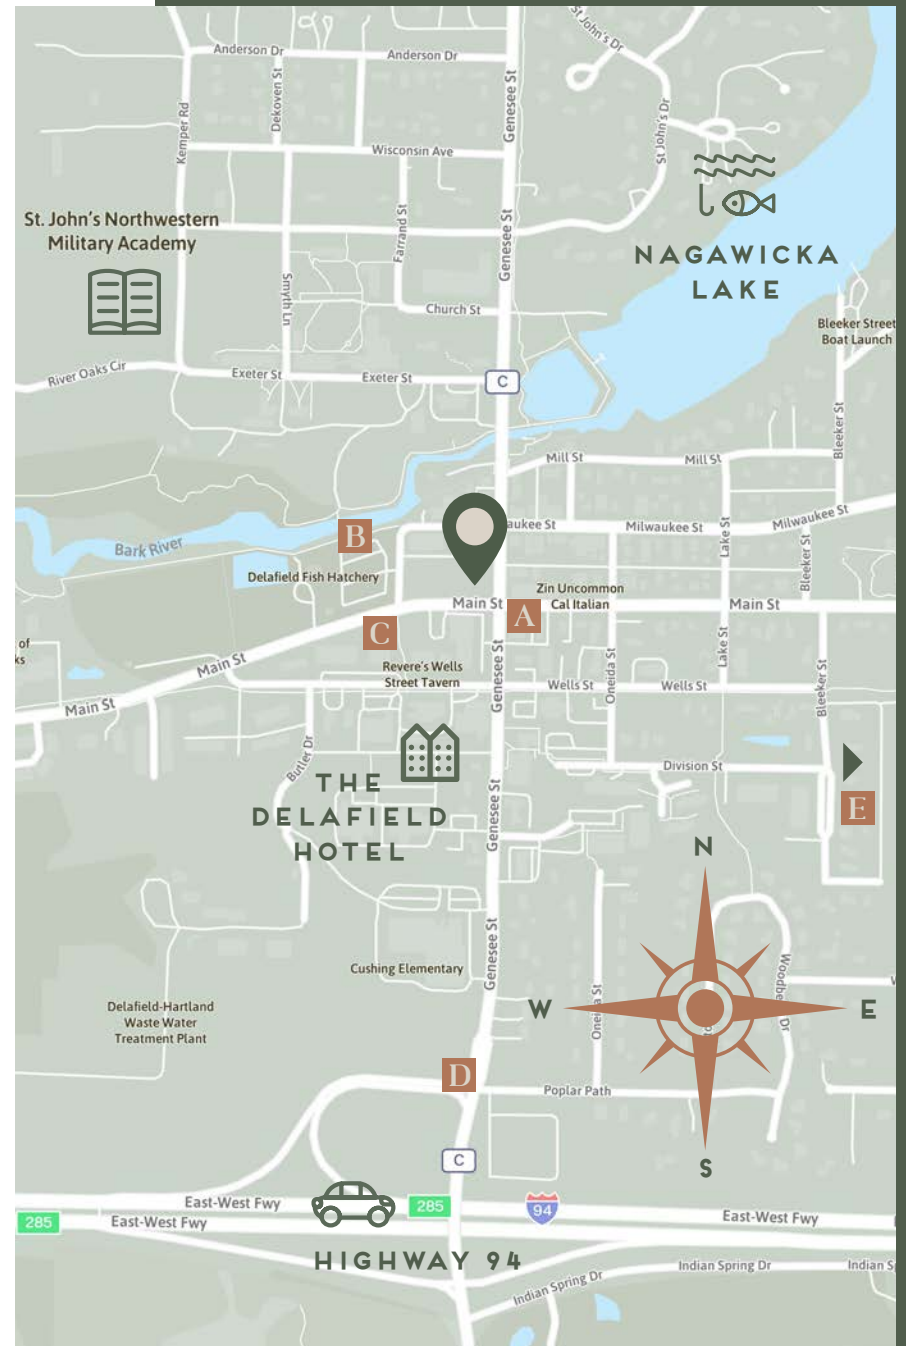 St. John's Dr
Anderson Dr
Anderson Dr
Dekoven St
Genesee St
Kemper Rd
St John's Dr
Wisconsin Ave
St. John's Northwestern
Military Academy
Farrand St
Genesee St
NAGAWICKA
LAKE
Smyth Ln
Church St
Bleeker Street
Boat Launch
River Oaks Cir
Exeter St
Exeter St
C
Bleeker St
Mill St
Mill St
Milwaukee St
aukee St
Milwaukee St
Lake St
B
Bark River
Bleeker St
Delafield Fish Hatchery
Zin Uncommon
Cal Italian
Main St
A
Main St
C
of
ks
Main St
Revere's Wells
Street Tavern
Genesee St
Oneida St
Lake St
Bleeker St
Wells St
Wells St
Main St
Butler Dr
Division St
THE
DELAFIELD
HOTEL
Genesee St
E
N
Genesee St
Cushing Elementary
W
E
Delafield-Hartland
Waste Water
Treatment Plant
D
Poplar Path
S
C
East-West Fwy
285
94
East-West Fwy
285
East-West Fwy
HIGHWAY 94
Indian Spring Dr
Indian Spring Dr
Indian S